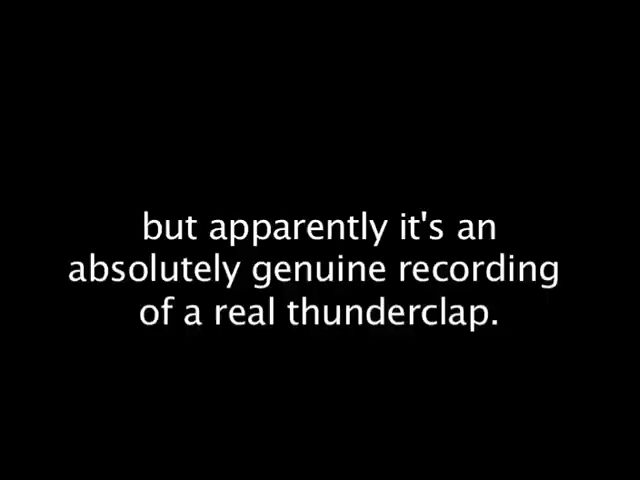 but apparently it's an
absolutely genuine recording
of a real thunderclap.